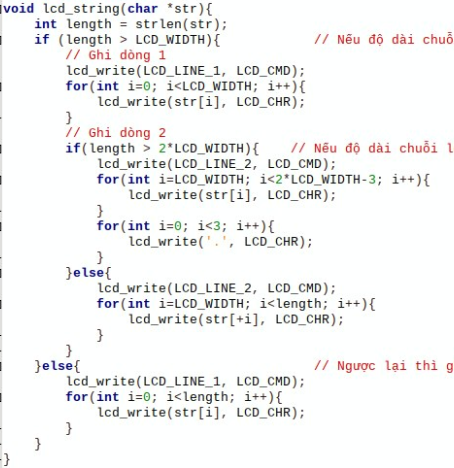 void lcd_string(char *str){
    int length = strlen(str);
    if (length > LCD_WIDTH){            // Nếu độ dài chuỗ
        // Ghi dòng 1
        lcd_write(LCD_LINE_1, LCD_CMD);
        for(int i=0; i<LCD_WIDTH; i++){
            lcd_write(str[i], LCD_CHR);
        }
        // Ghi dòng 2
        if(length > 2*LCD_WIDTH){    // Nếu độ dài chuỗi l
            lcd_write(LCD_LINE_2, LCD_CMD);
            for(int i=LCD_WIDTH; i<2*LCD_WIDTH-3; i++){
                lcd_write(str[i], LCD_CHR);
            }
            for(int i=0; i<3; i++){
                lcd_write('.', LCD_CHR);
            }
        }else{
            lcd_write(LCD_LINE_2, LCD_CMD);
            for(int i=LCD_WIDTH; i<length; i++){
                lcd_write(str[+i], LCD_CHR);
            }
        }
    }else{                              // Ngược lại thì g
        lcd_write(LCD_LINE_1, LCD_CMD);
        for(int i=0; i<length; i++){
            lcd_write(str[i], LCD_CHR);
        }
    }
}